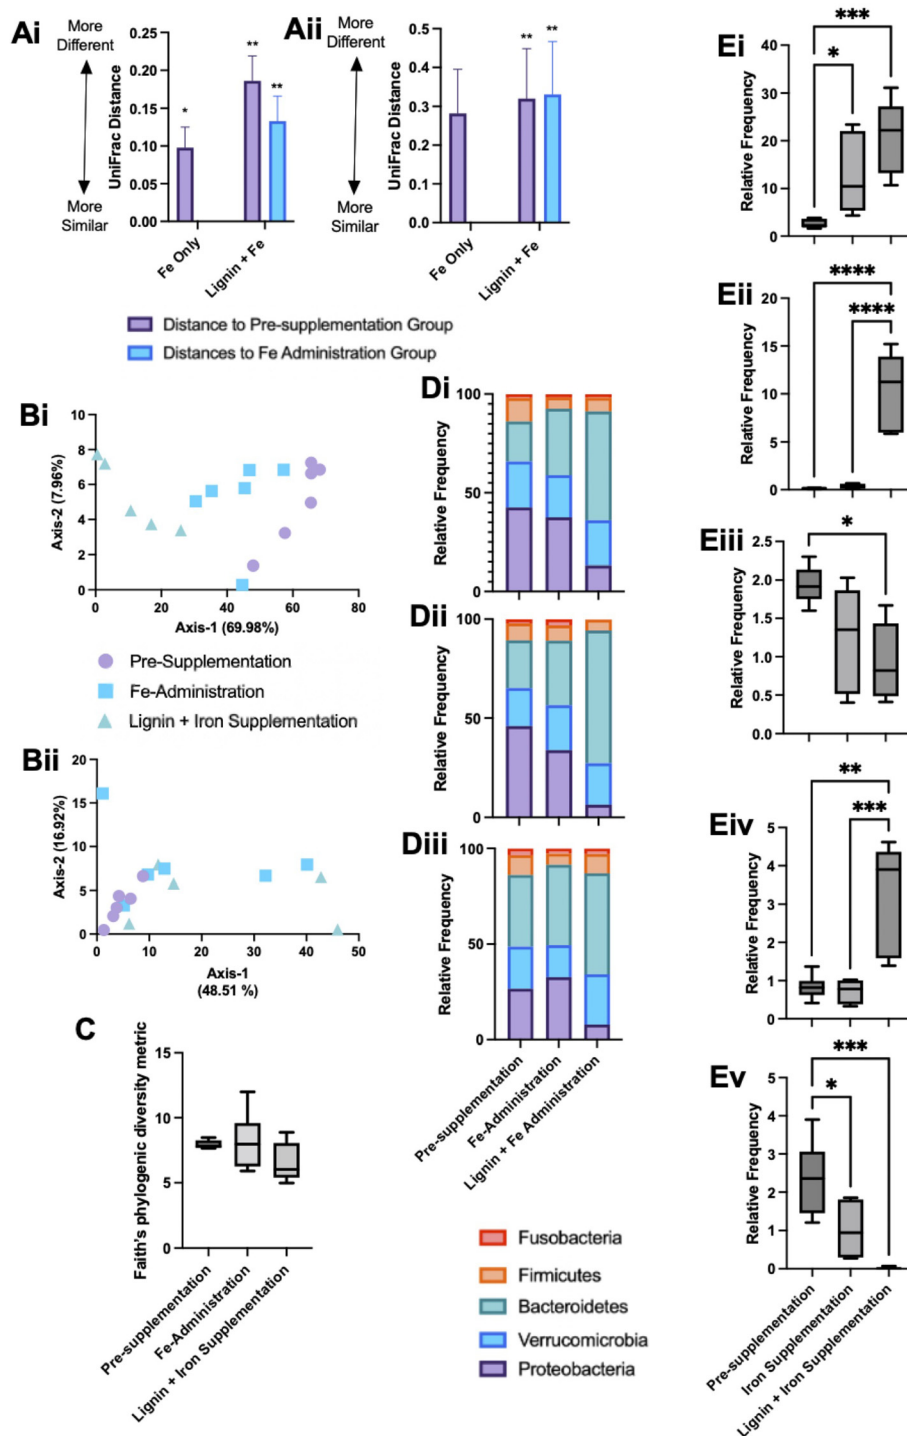 Ai
More
Different
More
Similar
UniFrac Distance
0.25
0.20
0.15
0.10
0.05
0.00
*
**
**
Fe Only
Lignin + Fe
Aii
More
Different
More
Similar
UniFrac Distance
0.5
0.4
0.3
0.2
0.1
0.0
**
**
Fe Only
Lignin + Fe
Distance to Pre-supplementation Group
Distances to Fe Administration Group
Bi
Axis-2 (7.96%)
10
8
6
4
2
0
0 20 40 60 80
Axis-1 (69.98%)
Pre-Supplementation
Fe-Administration
Lignin + Iron Supplementation
Bii
Axis-2 (16.92%)
20
15
10
5
0
0 10 20 30 40 50
Axis-1
(48.51 %)
C
Faith's phylogenic diversity metric
15
10
5
0
Pre-supplementation
Fe-Administration
Lignin + Iron Supplementation
Di
Relative Frequency
100
50
0
Dii
Relative Frequency
100
50
0
Diii
Relative Frequency
100
50
0
Pre-supplementation
Fe-Administration
Lignin + Fe Administration
Fusobacteria
Firmicutes
Bacteroidetes
Verrucomicrobia
Proteobacteria
Ei
Relative Frequency
40
30
20
10
0
***
*
Eii
Relative Frequency
20
15
10
5
0
****
****
Eiii
Relative Frequency
2.5
2.0
1.5
1.0
0.5
0.0
*
Eiv
Relative Frequency
5
4
3
2
1
0
**
***
Ev
Relative Frequency
5
4
3
2
1
0
***
*
Pre-supplementation
Iron Supplementation
Lignin + Iron Supplementation